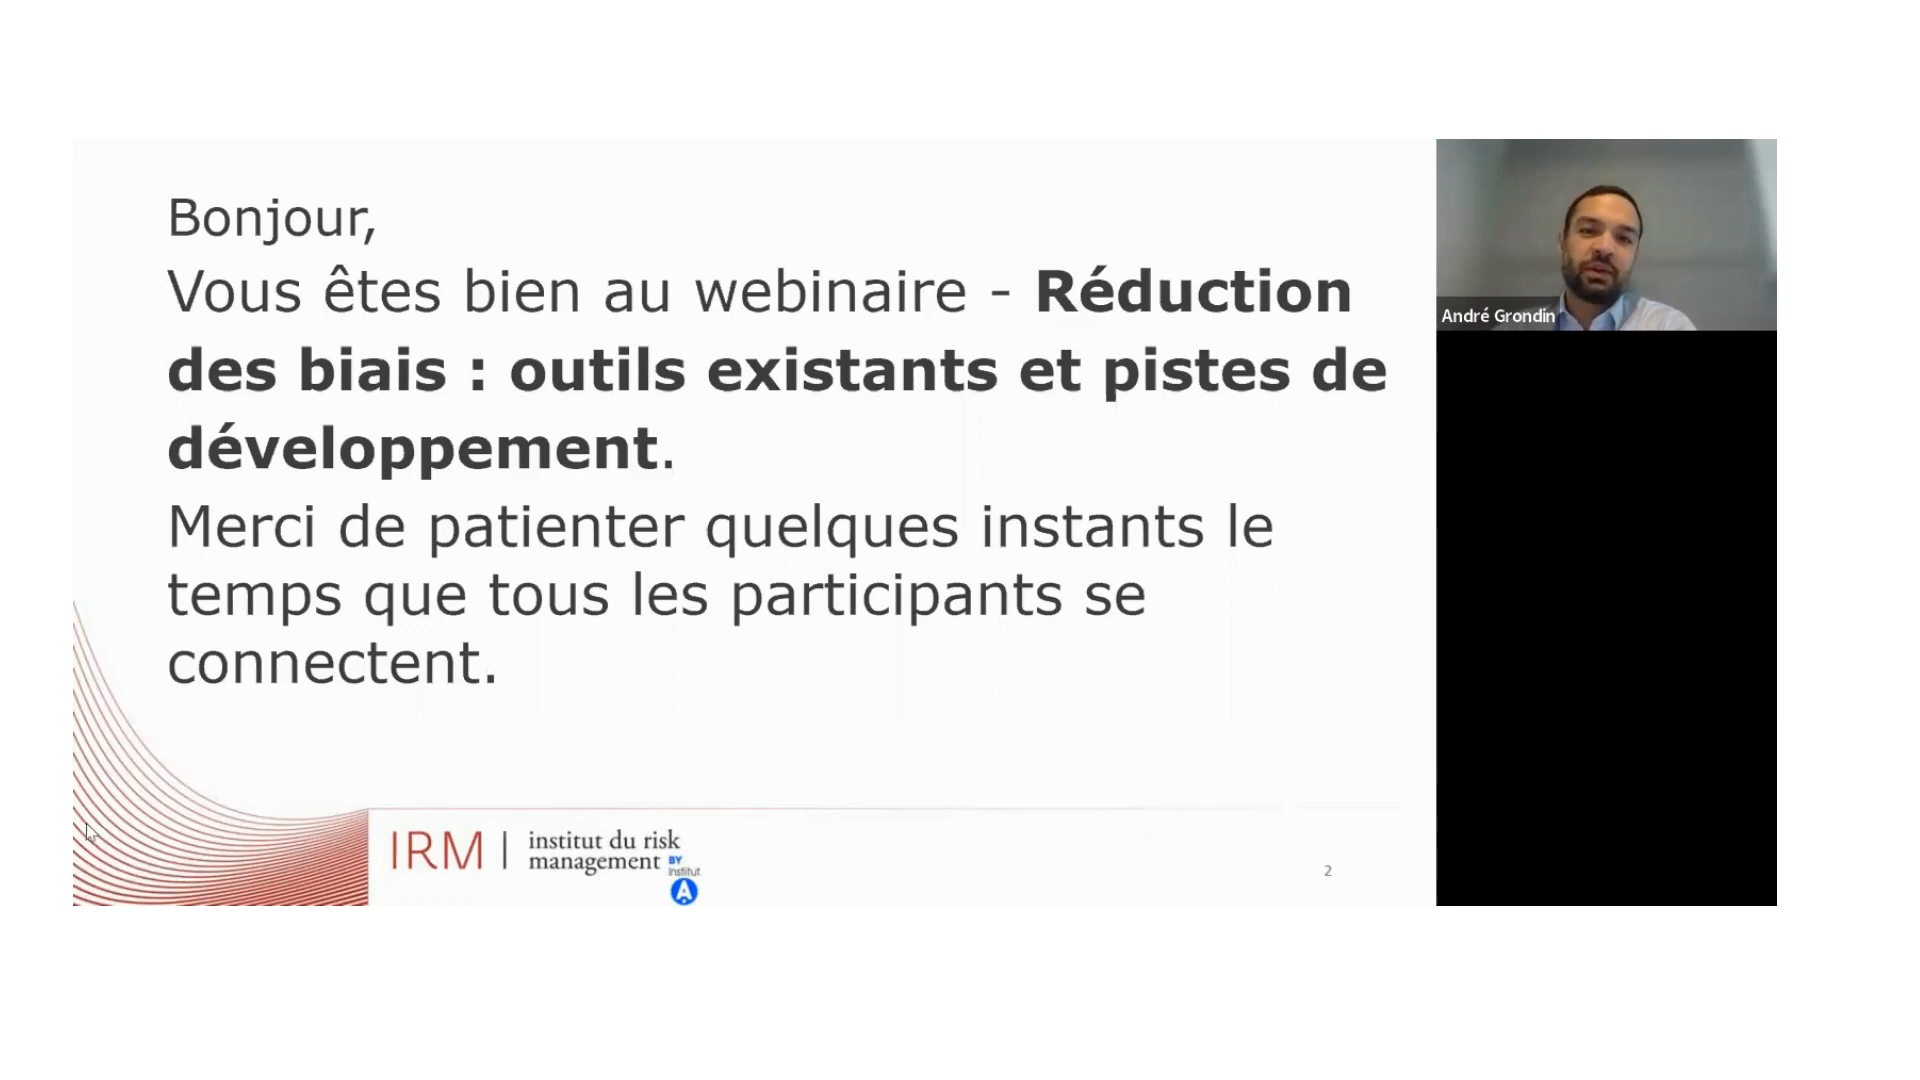 Bonjour,
Vous êtes bien au webinaire - Réduction
des biais : outils existants et pistes de
développement.
Merci de patienter quelques instants le
temps que tous les participants se
connectent.
André Grondin
IRM | institut du risk
management BY
institut.
A
2